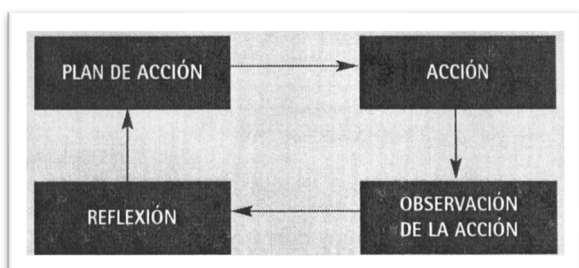 PLAN DE ACCIÓN
ACCIÓN
REFLEXIÓN
OBSERVACIÓN
DE LA ACCIÓN